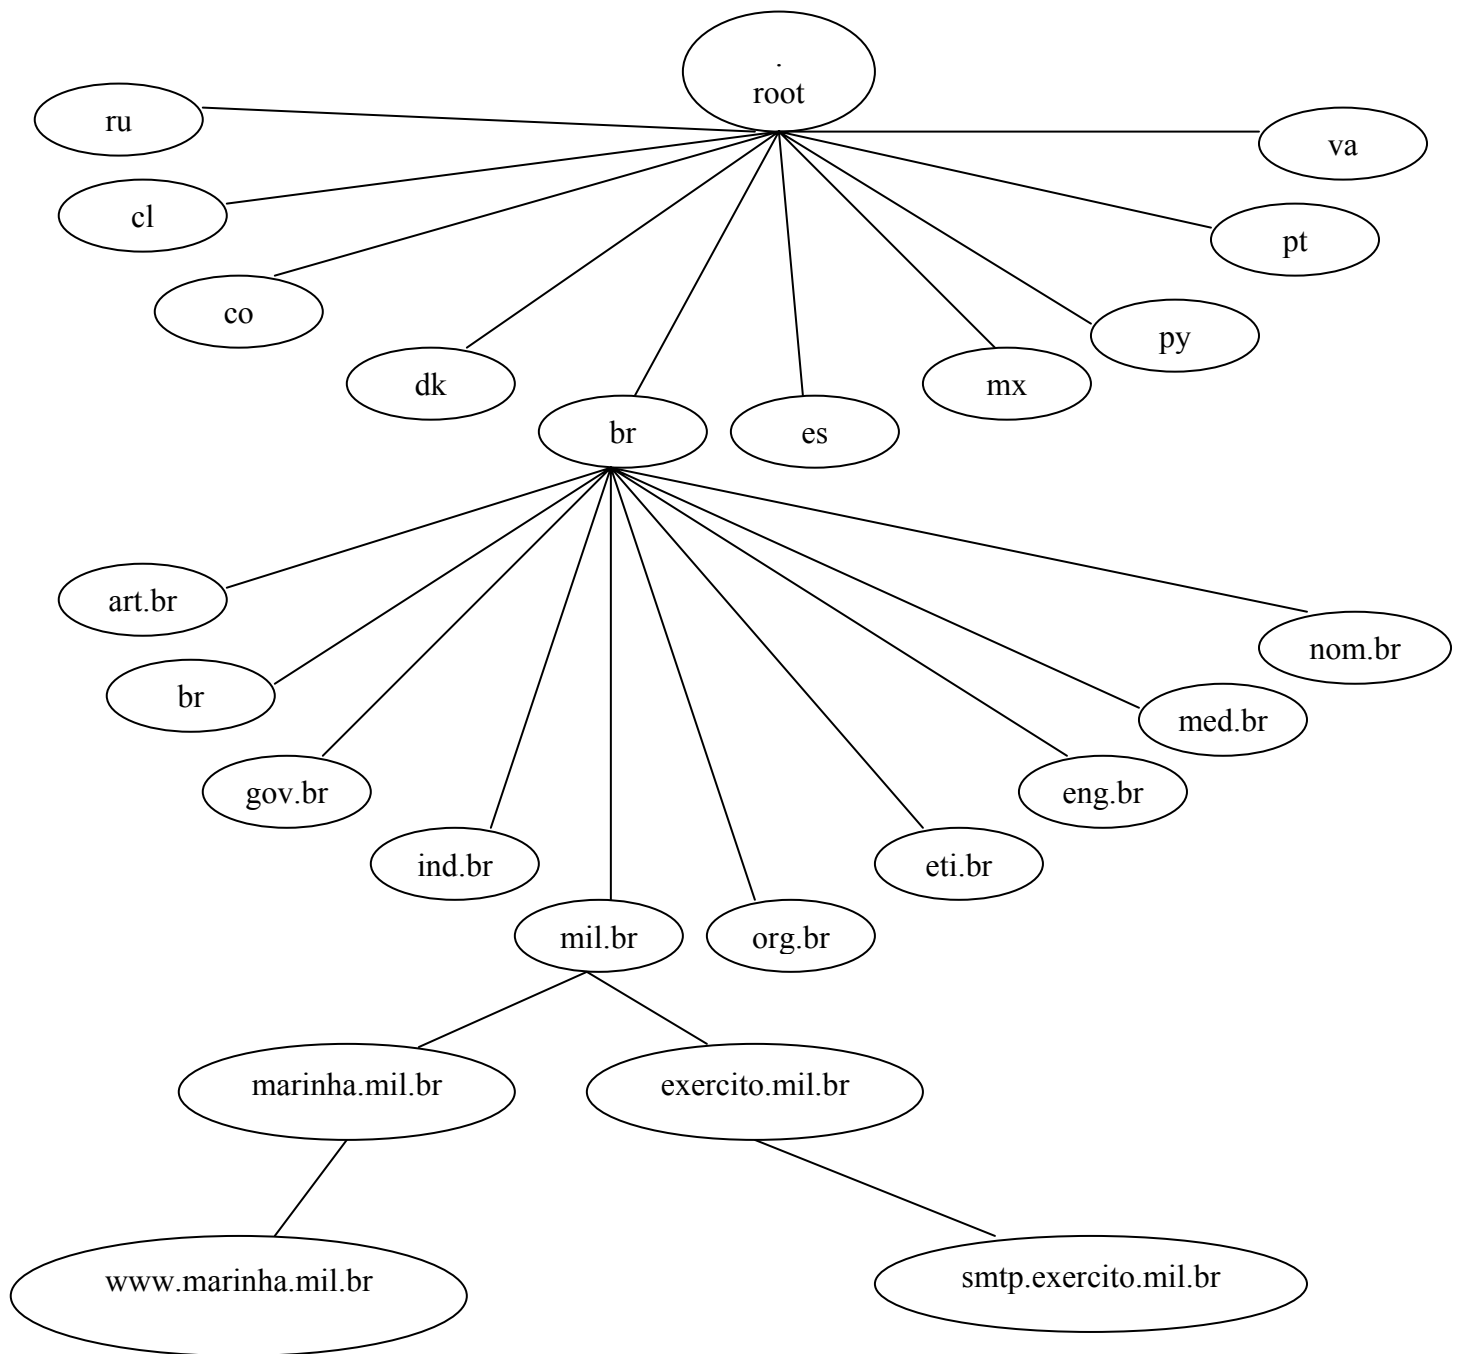 .
root
ru
va
cl
pt
co
py
dk
mx
br
es
art.br
nom.br
br
med.br
gov.br
eng.br
ind.br
eti.br
mil.br
org.br
marinha.mil.br
exercito.mil.br
www.marinha.mil.br
smtp.exercito.mil.br